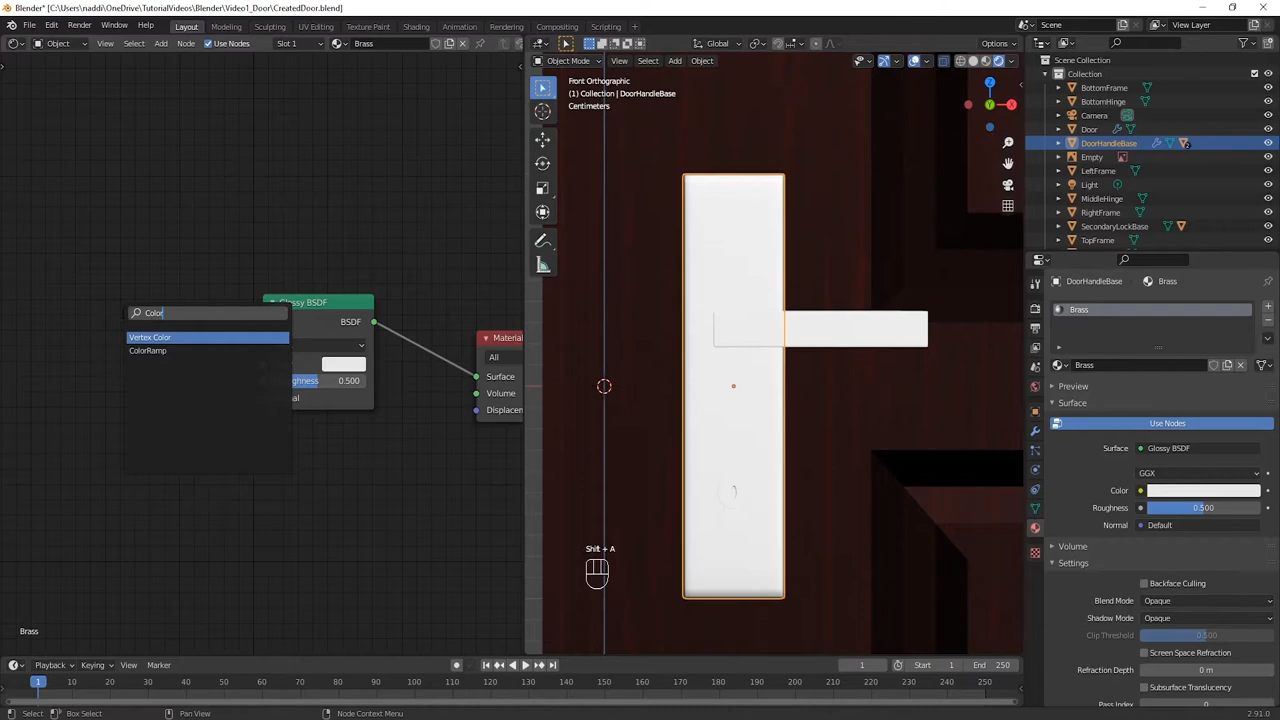 Blender* [C:\Users\naddi\OneDrive\TutorialVideos\Blender\Video1_Door\CreatedDoor.blend]
File Edit Render Window Help Layout Modeling Sculpting UV Editing Texture Paint Shading Animation Rendering Compositing Scripting Scene View Layer
Object View Select Add Node Use Nodes Slot 1 Brass Global Options
Object Mode View Select Add Object
Front Orthographic
(1) Collection | DoorHandleBase
Centimeters
Z
X
Y
Scene Collection
Collection
BottomFrame
BottomHinge
Camera
Door
DoorHandleBase
2
Empty
LeftFrame
Light
MiddleHinge
RightFrame
SecondaryLockBase
TopFrame
Color
Vertex Color
ColorRamp
Glossy BSDF
BSDF
ghness 0.500
al
Material
All
Surface
Volume
Displacem
Shift + A
Brass
DoorHandleBase Brass
Brass
Brass
Preview
Surface
Use Nodes
Surface Glossy BSDF
GGX
Color
Roughness 0.500
Normal Default
Volume
Settings
Backface Culling
Blend Mode Opaque
Shadow Mode Opaque
Clip Threshold 0.500
Screen Space Refraction
Refraction Depth 0 m
Subsurface Translucency
Pass Index 0
Playback Keying View Marker 1 Start 1 End 250
1 10 20 30 40 50 60 70 80 90 100 110 120 130 140 150 160 170 180 190 200 210 220 230 240 250
Select Box Select Pan View Node Context Menu 2.91.0